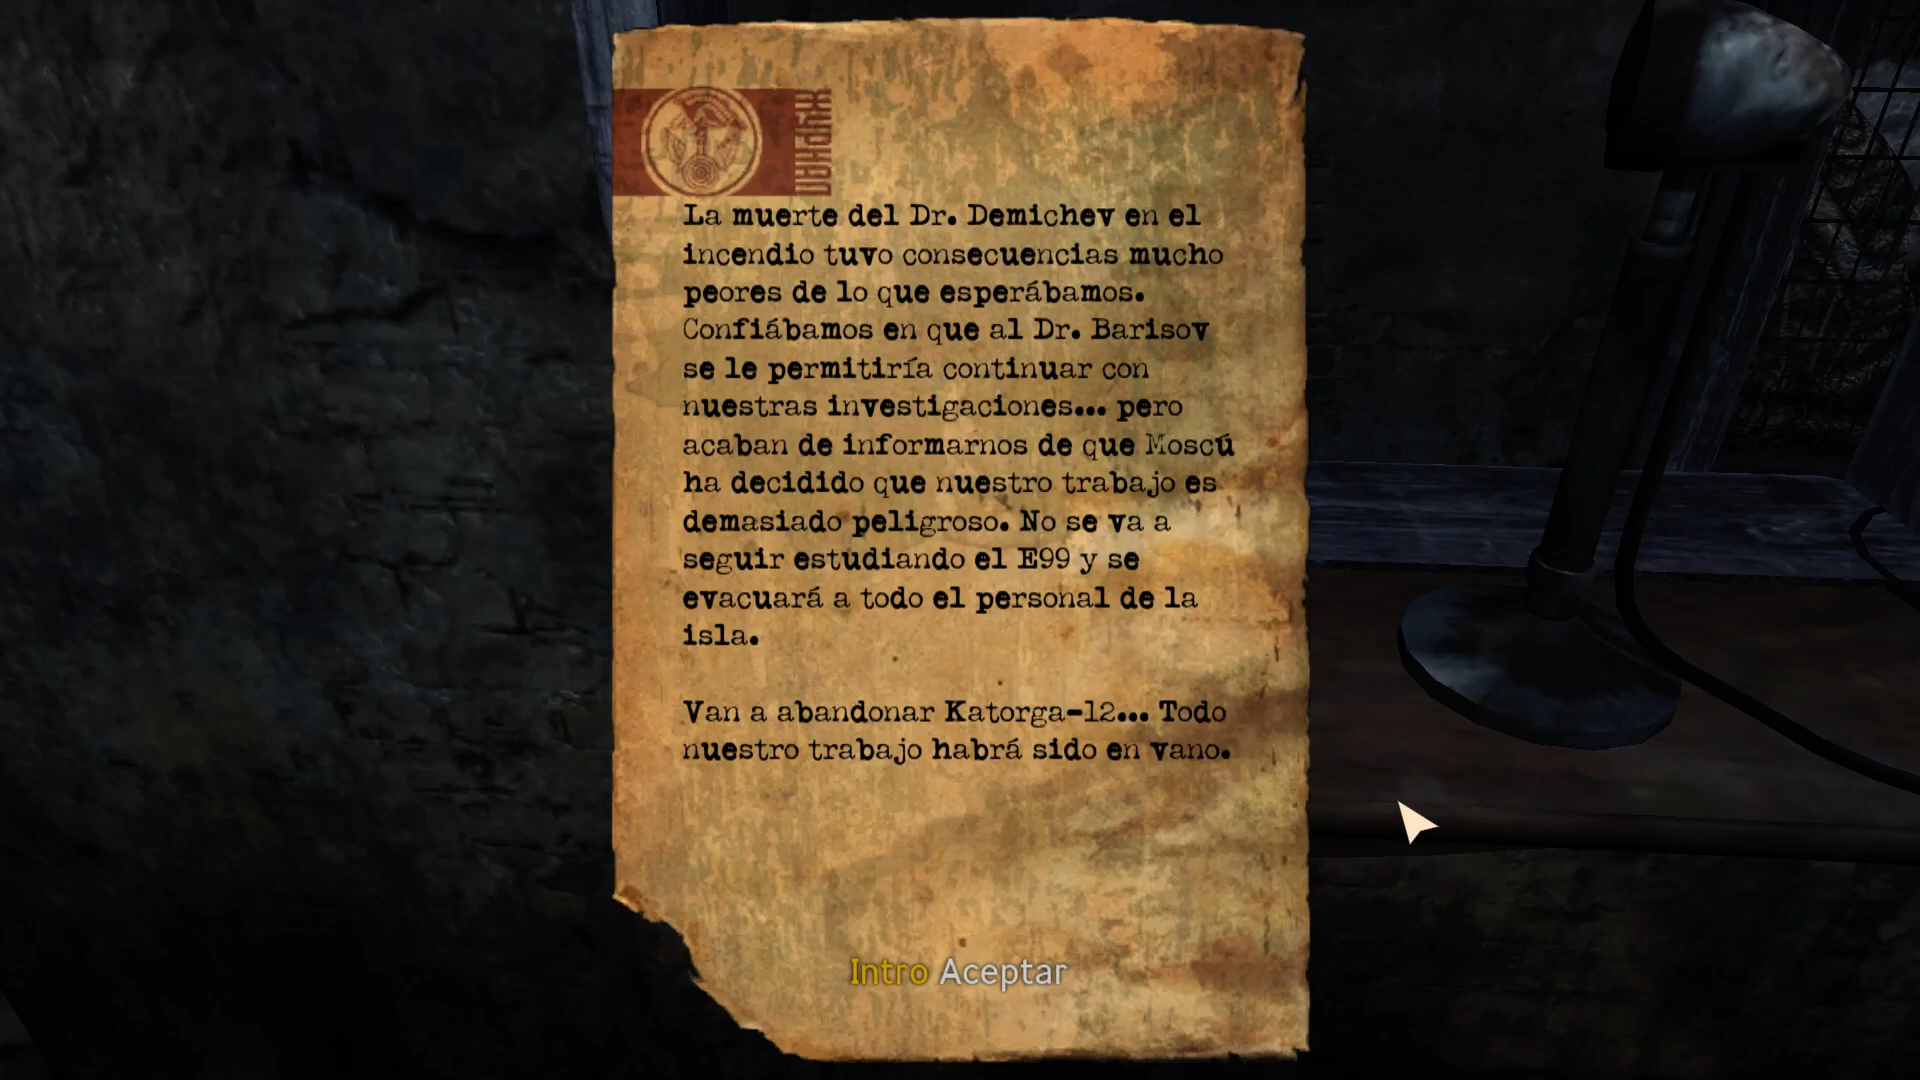 ЖУРНАЛ
La muerte del Dr. Demichev en el
incendio tuvo consecuencias mucho
peores de lo que esperábamos.
Confiábamos en que al Dr. Barisov
se le permitiría continuar con
nuestras investigaciones... pero
acaban de informarnos de que Moscú
ha decidido que nuestro trabajo es
demasiado peligroso. No se va a
seguir estudiando el E99 y se
evacuará a todo el personal de la
isla.
Van a abandonar Katorga-12... Todo
nuestro trabajo habrá sido en vano.
Intro Aceptar